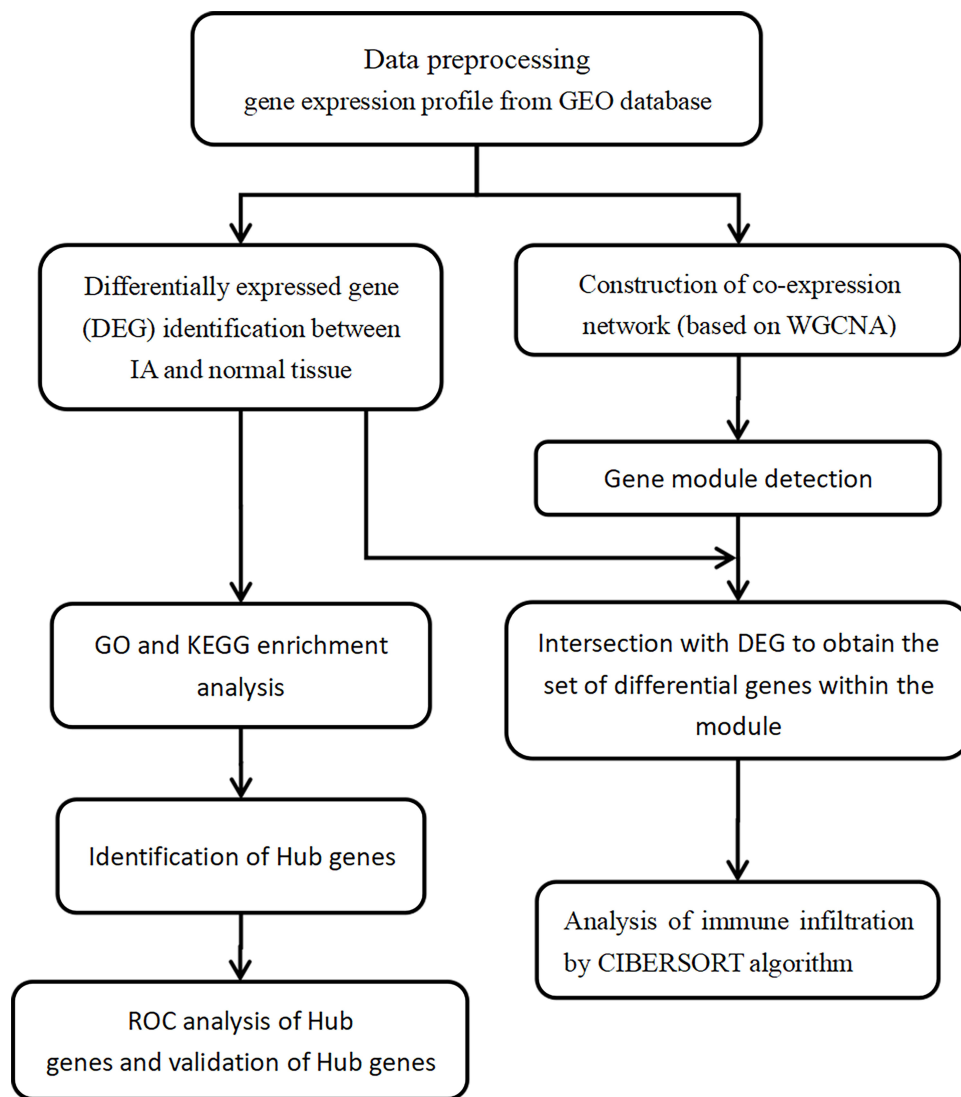 Data preprocessing
gene expression profile from GEO database
Differentially expressed gene
(DEG) identification between
IA and normal tissue
Construction of co-expression
network (based on WGCNA)
Gene module detection
GO and KEGG enrichment
analysis
Intersection with DEG to obtain the
set of differential genes within the
module
Identification of Hub genes
Analysis of immune infiltration
by CIBERSORT algorithm
ROC analysis of Hub
genes and validation of Hub genes